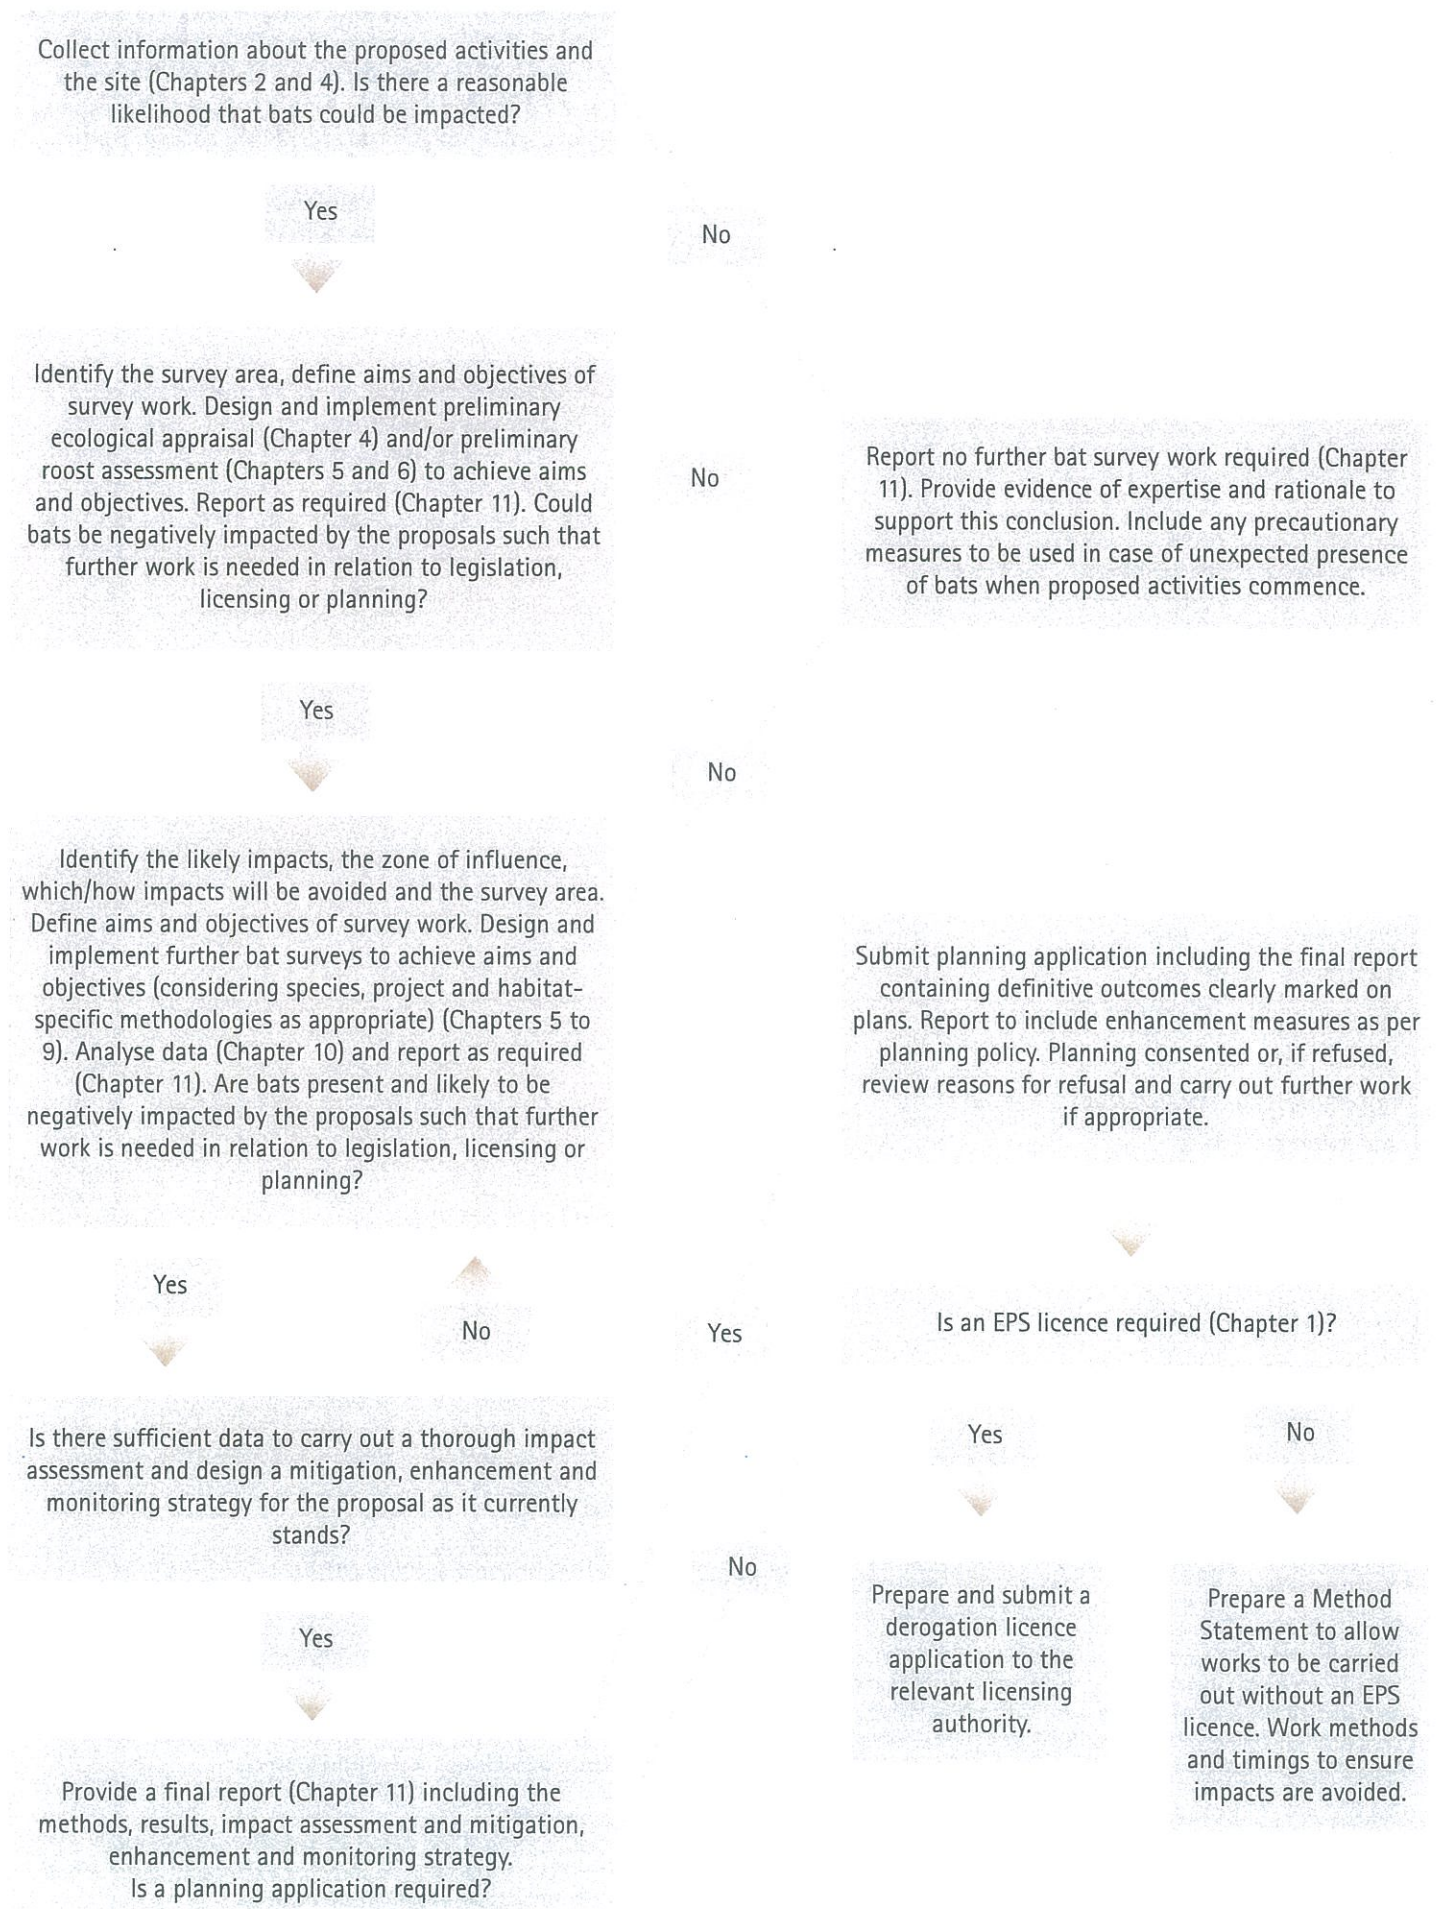 Collect information about the proposed activities and
the site (Chapters 2 and 4). Is there a reasonable
likelihood that bats could be impacted?
Yes
No
Identify the survey area, define aims and objectives of
survey work. Design and implement preliminary
ecological appraisal (Chapter 4) and/or preliminary
roost assessment (Chapters 5 and 6) to achieve aims
and objectives. Report as required (Chapter 11). Could
bats be negatively impacted by the proposals such that
further work is needed in relation to legislation,
licensing or planning?
No
Report no further bat survey work required (Chapter
11). Provide evidence of expertise and rationale to
support this conclusion. Include any precautionary
measures to be used in case of unexpected presence
of bats when proposed activities commence.
Yes
No
Identify the likely impacts, the zone of influence,
which/how impacts will be avoided and the survey area.
Define aims and objectives of survey work. Design and
implement further bat surveys to achieve aims and
objectives (considering species, project and habitat-
specific methodologies as appropriate) (Chapters 5 to
9). Analyse data (Chapter 10) and report as required
(Chapter 11). Are bats present and likely to be
negatively impacted by the proposals such that further
work is needed in relation to legislation, licensing or
planning?
Submit planning application including the final report
containing definitive outcomes clearly marked on
plans. Report to include enhancement measures as per
planning policy. Planning consented or, if refused,
review reasons for refusal and carry out further work
if appropriate.
Yes
No
Yes
Is an EPS licence required (Chapter 1)?
Is there sufficient data to carry out a thorough impact
assessment and design a mitigation, enhancement and
monitoring strategy for the proposal as it currently
stands?
Yes
No
No
Yes
Prepare and submit a
derogation licence
application to the
relevant licensing
authority.
Prepare a Method
Statement to allow
works to be carried
out without an EPS
licence. Work methods
and timings to ensure
impacts are avoided.
Provide a final report (Chapter 11) including the
methods, results, impact assessment and mitigation,
enhancement and monitoring strategy.
Is a planning application required?